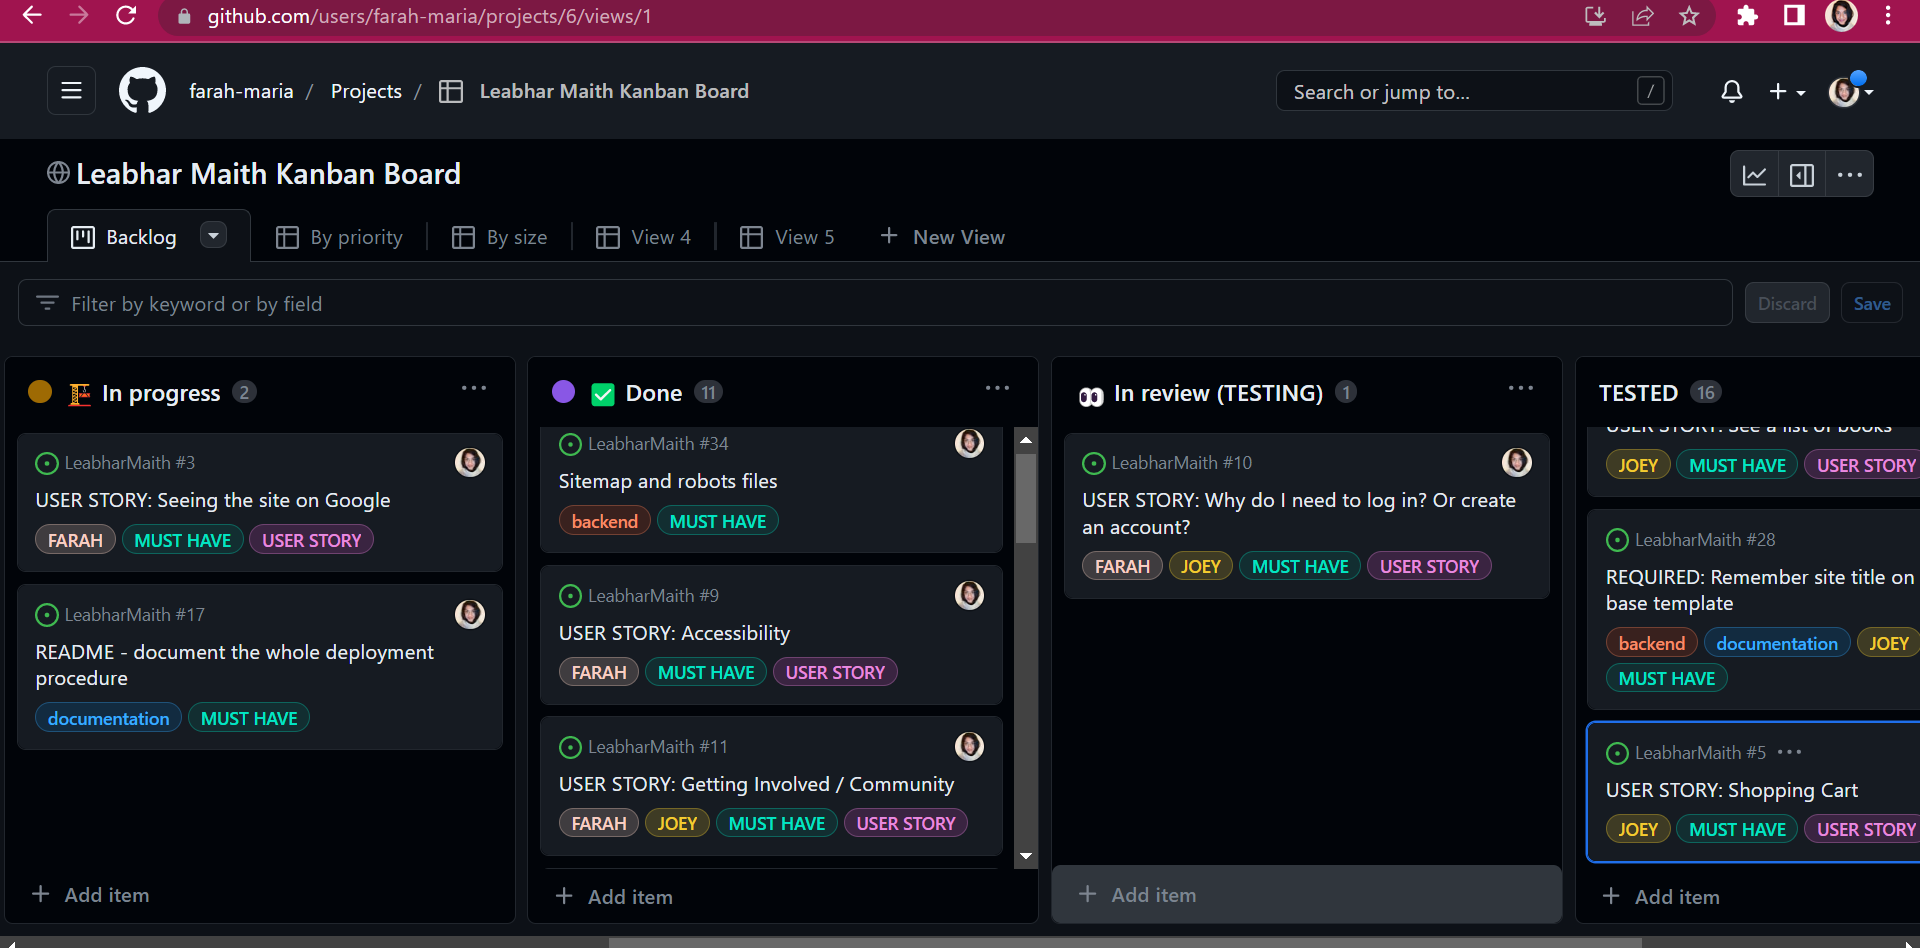 github.com/users/farah-maria/projects/6/views/1
farah-maria / Projects / Leabhar Maith Kanban Board
Search or jump to... /
Leabhar Maith Kanban Board
Backlog By priority By size View 4 View 5 + New View
Filter by keyword or by field
Discard Save
In progress 2
LeabharMaith #3
USER STORY: Seeing the site on Google
FARAH MUST HAVE USER STORY
LeabharMaith #17
README - document the whole deployment
procedure
documentation MUST HAVE
+ Add item
Done 11
LeabharMaith #34
Sitemap and robots files
backend MUST HAVE
LeabharMaith #9
USER STORY: Accessibility
FARAH MUST HAVE USER STORY
LeabharMaith #11
USER STORY: Getting Involved / Community
FARAH JOEY MUST HAVE USER STORY
+ Add item
In review (TESTING) 1
LeabharMaith #10
USER STORY: Why do I need to log in? Or create
an account?
FARAH JOEY MUST HAVE USER STORY
+ Add item
TESTED 16
USER STORY: See a list of books
JOEY MUST HAVE USER STORY
LeabharMaith #28
REQUIRED: Remember site title on
base template
backend documentation JOEY
MUST HAVE
LeabharMaith #5
USER STORY: Shopping Cart
JOEY MUST HAVE USER STORY
+ Add item